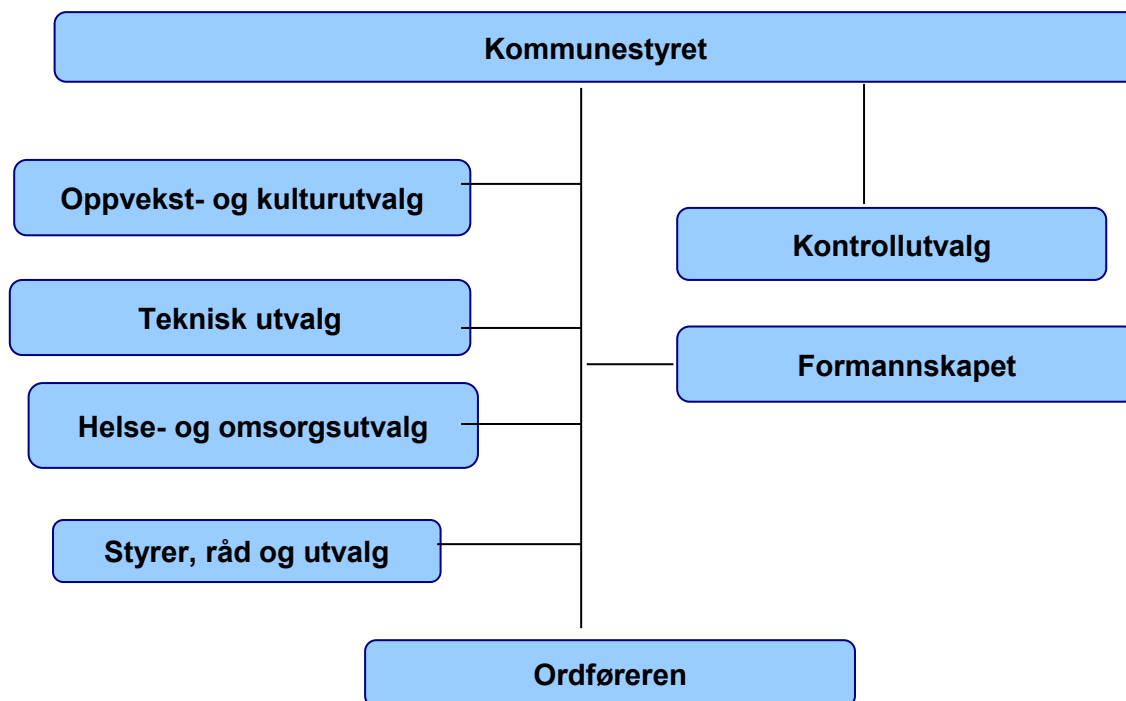 Kommunestyret
Oppvekst- og kulturutvalg
Kontrollutvalg
Teknisk utvalg
Formannskapet
Helse- og omsorgsutvalg
Styrer, råd og utvalg
Ordføreren